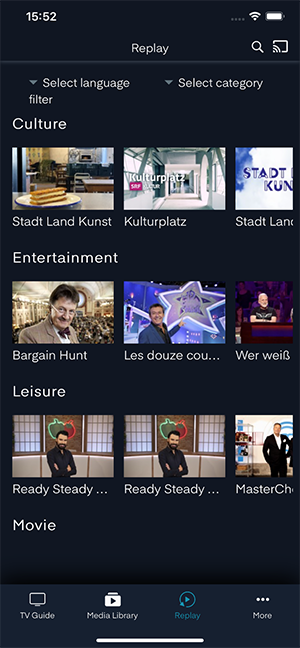 15:52
Replay
Select language filter
Select category
Culture
Kulturplatz
SRF KULTUR
STADT
KUN
Stadt Land Kunst
Kulturplatz
Stadt Land
Entertainment
Bargain Hunt
Les douze cou...
Wer weiß
Leisure
Ready Steady ...
Ready Steady ...
MasterChe
Movie
TV Guide
Media Library
Replay
More